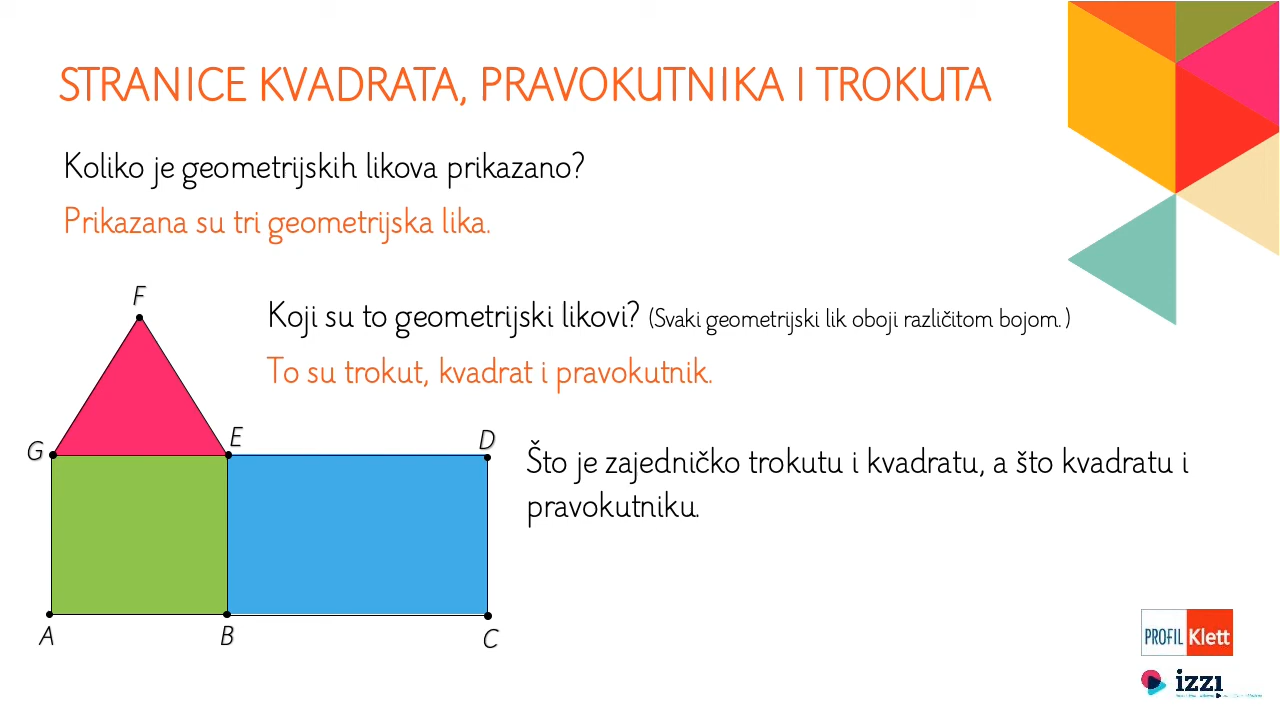 STRANICE KVADRATA, PRAVOKUTNIKA I TROKUTA
Koliko je geometrijskih likova prikazano?
Prikazana su tri geometrijska lika.
F
Koji su to geometrijski likovi? (Svaki geometrijski lik oboji različitom bojom.)
To su trokut, kvadrat i pravokutnik.
G
E
D
Što je zajedničko trokutu i kvadratu, a što kvadratu i
pravokutniku.
A
B
C
PROFIL Klett
izzi